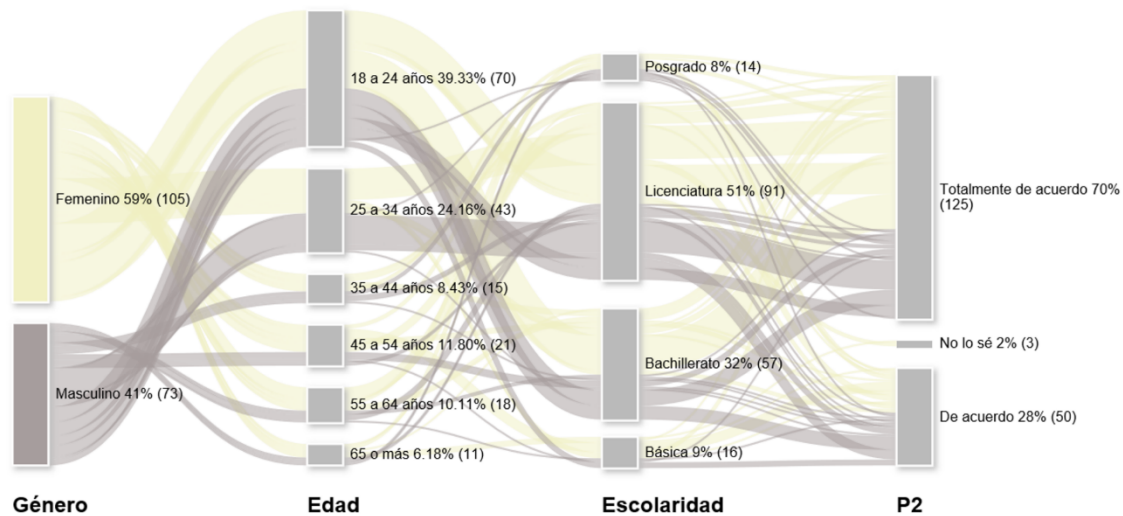 18 a 24 años 39.33% (70)
Posgrado 8% (14)
Femenino 59% (105)
25 a 34 años 24.16% (43)
Licenciatura 51% (91)
Totalmente de acuerdo 70%
(125)
35 a 44 años 8.43% (15)
45 a 54 años 11.80% (21)
No lo sé 2% (3)
Bachillerato 32% (57)
Masculino 41% (73)
55 a 64 años 10.11% (18)
De acuerdo 28% (50)
65 o más 6.18% (11)
Básica 9% (16)
Género
Edad
Escolaridad
P2